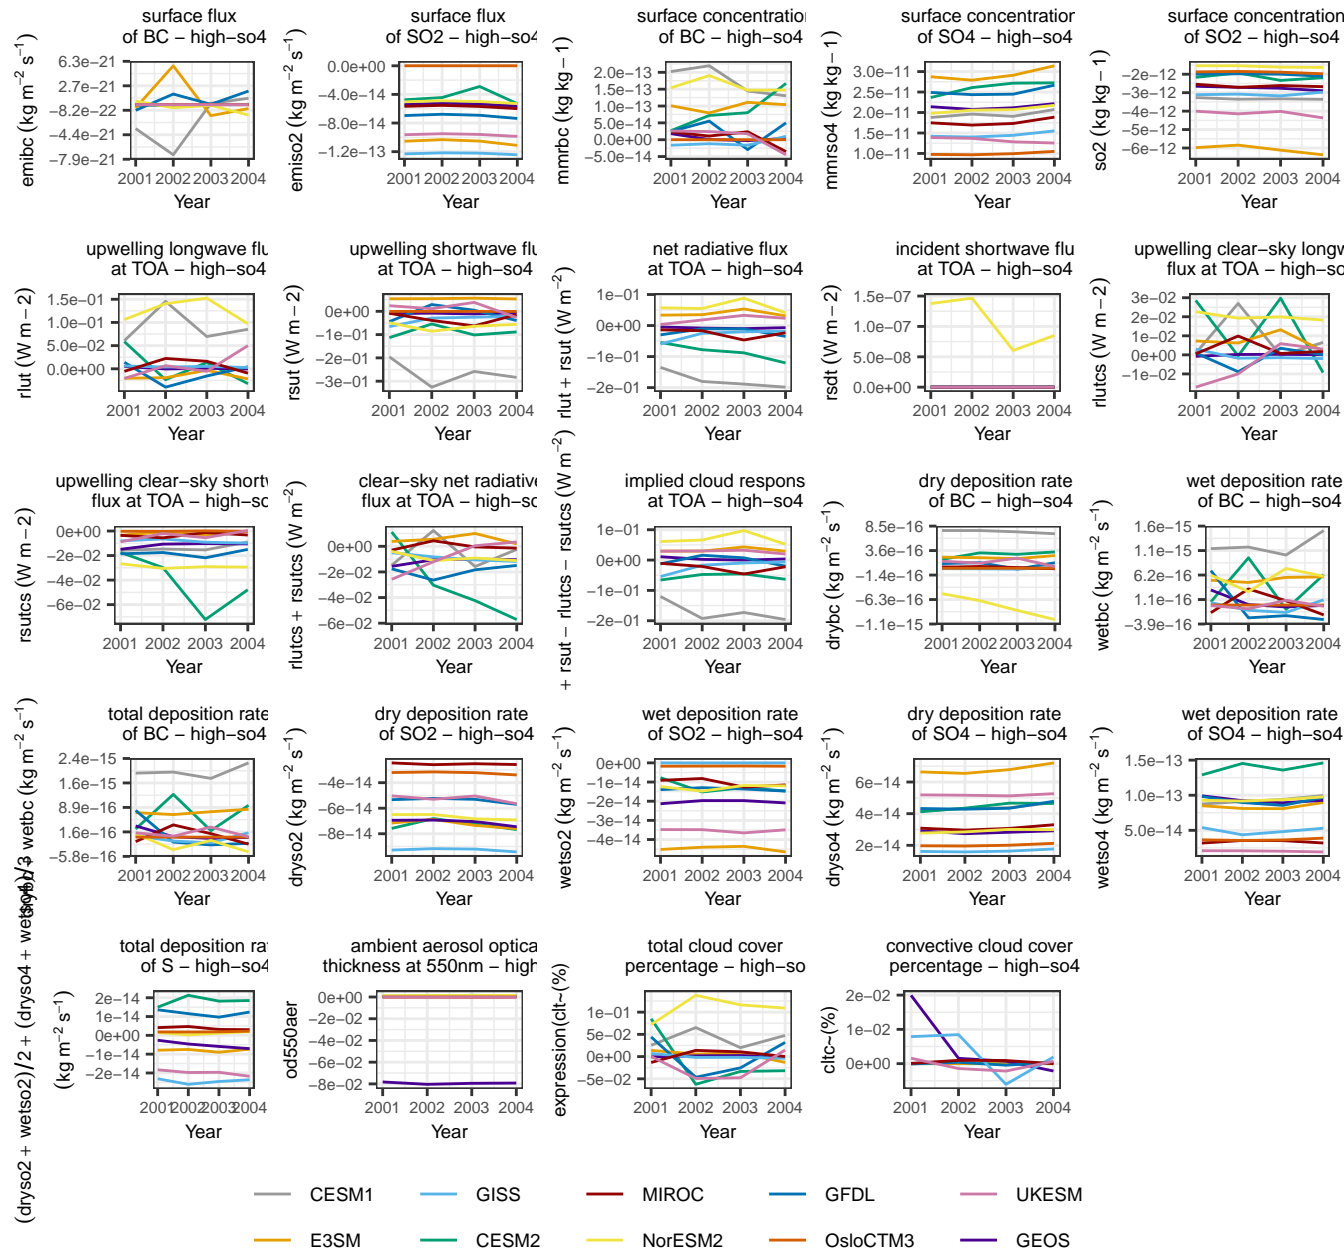 surface flux
of BC − high−so4
emibc (kg m−2 s−1)
6.3e−21
2.7e−21
−8.2e−22
−4.4e−21
−7.9e−21
2001 2002 2003 2004
Year
surface flux
of SO2 − high−so4
emiso2 (kg m−2 s−1)
0.0e+00
−4.0e−14
−8.0e−14
−1.2e−13
2001 2002 2003 2004
Year
surface concentration
of BC − high−so4
mmrbc (kg kg−1)
2.0e−13
1.5e−13
1.0e−13
5.0e−14
0.0e+00
−5.0e−14
2001 2002 2003 2004
Year
surface concentration
of SO4 − high−so4
mmrso4 (kg kg−1)
3.0e−11
2.5e−11
2.0e−11
1.5e−11
1.0e−11
2001 2002 2003 2004
Year
surface concentration
of SO2 − high−so4
so2 (kg kg−1)
−2e−12
−3e−12
−4e−12
−5e−12
−6e−12
2001 2002 2003 2004
Year
upwelling longwave flu
at TOA − high−so4
rlut (W m−2)
1.5e−01
1.0e−01
5.0e−02
0.0e+00
2001 2002 2003 2004
Year
upwelling shortwave flu
at TOA − high−so4
rsut (W m−2)
0e+00
−1e−01
−2e−01
−3e−01
2001 2002 2003 2004
Year
net radiative flux
at TOA − high−so4
rlut + rsut (W m−2)
1e−01
0e+00
−1e−01
−2e−01
2001 2002 2003 2004
Year
incident shortwave flu
at TOA − high−so4
rsdt (W m−2)
1.5e−07
1.0e−07
5.0e−08
0.0e+00
2001 2002 2003 2004
Year
upwelling clear−sky longw
flux at TOA − high−so4
rlutcs (W m−2)
3e−02
2e−02
1e−02
0e+00
−1e−02
2001 2002 2003 2004
Year
upwelling clear−sky shortw
flux at TOA − high−so
rsutcs (W m−2)
0e+00
−2e−02
−4e−02
−6e−02
2001 2002 2003 2004
Year
clear−sky net radiative
flux at TOA − high−so
rlutcs + rsutcs (W m−2)
0e+00
−2e−02
−4e−02
−6e−02
2001 2002 2003 2004
Year
implied cloud respons
at TOA − high−so4
+ rsut − rlutcs − rsutcs (W m−2)
1e−01
0e+00
−1e−01
−2e−01
2001 2002 2003 2004
Year
dry deposition rate
of BC − high−so4
drybc (kg m−2 s−1)
8.5e−16
3.6e−16
−1.4e−16
−6.3e−16
−1.1e−15
2001 2002 2003 2004
Year
wet deposition rate
of BC − high−so4
wetbc (kg m−2 s−1)
1.6e−15
1.1e−15
6.2e−16
1.1e−16
−3.9e−16
2001 2002 2003 2004
Year
total deposition rate
of BC − high−so4
+ wetbc (kg m−2 s−1)
2.4e−15
1.6e−15
8.9e−16
1.6e−16
−5.8e−16
2001 2002 2003 2004
Year
dry deposition rate
of SO2 − high−so4
dryso2 (kg m−2 s−1)
−4e−14
−6e−14
−8e−14
2001 2002 2003 2004
Year
wet deposition rate
of SO2 − high−so4
wetso2 (kg m−2 s−1)
0e+00
−1e−14
−2e−14
−3e−14
−4e−14
2001 2002 2003 2004
Year
dry deposition rate
of SO4 − high−so4
dryso4 (kg m−2 s−1)
6e−14
4e−14
2e−14
2001 2002 2003 2004
Year
wet deposition rate
of SO4 − high−so4
wetso4 (kg m−2 s−1)
1.5e−13
1.0e−13
5.0e−14
2001 2002 2003 2004
Year
total deposition rat
of S − high−so4
(dryso2 + wetso2)/2 + (dryso4 + wetso4)/3
(kg m−2 s−1)
2e−14
1e−14
0e+00
−1e−14
−2e−14
2001 2002 2003 2004
Year
ambient aerosol optica
thickness at 550nm − high
od550aer
0e+00
−2e−02
−4e−02
−6e−02
−8e−02
2001 2002 2003 2004
Year
total cloud cover
percentage − high−so
expression(clt~(%)
1e−01
5e−02
0e+00
−5e−02
2001 2002 2003 2004
Year
convective cloud cover
percentage − high−so4
cltc~(%)
2e−02
1e−02
0e+00
2001 2002 2003 2004
Year
CESM1 GISS MIROC GFDL UKESM
E3SM CESM2 NorESM2 OsloCTM3 GEOS